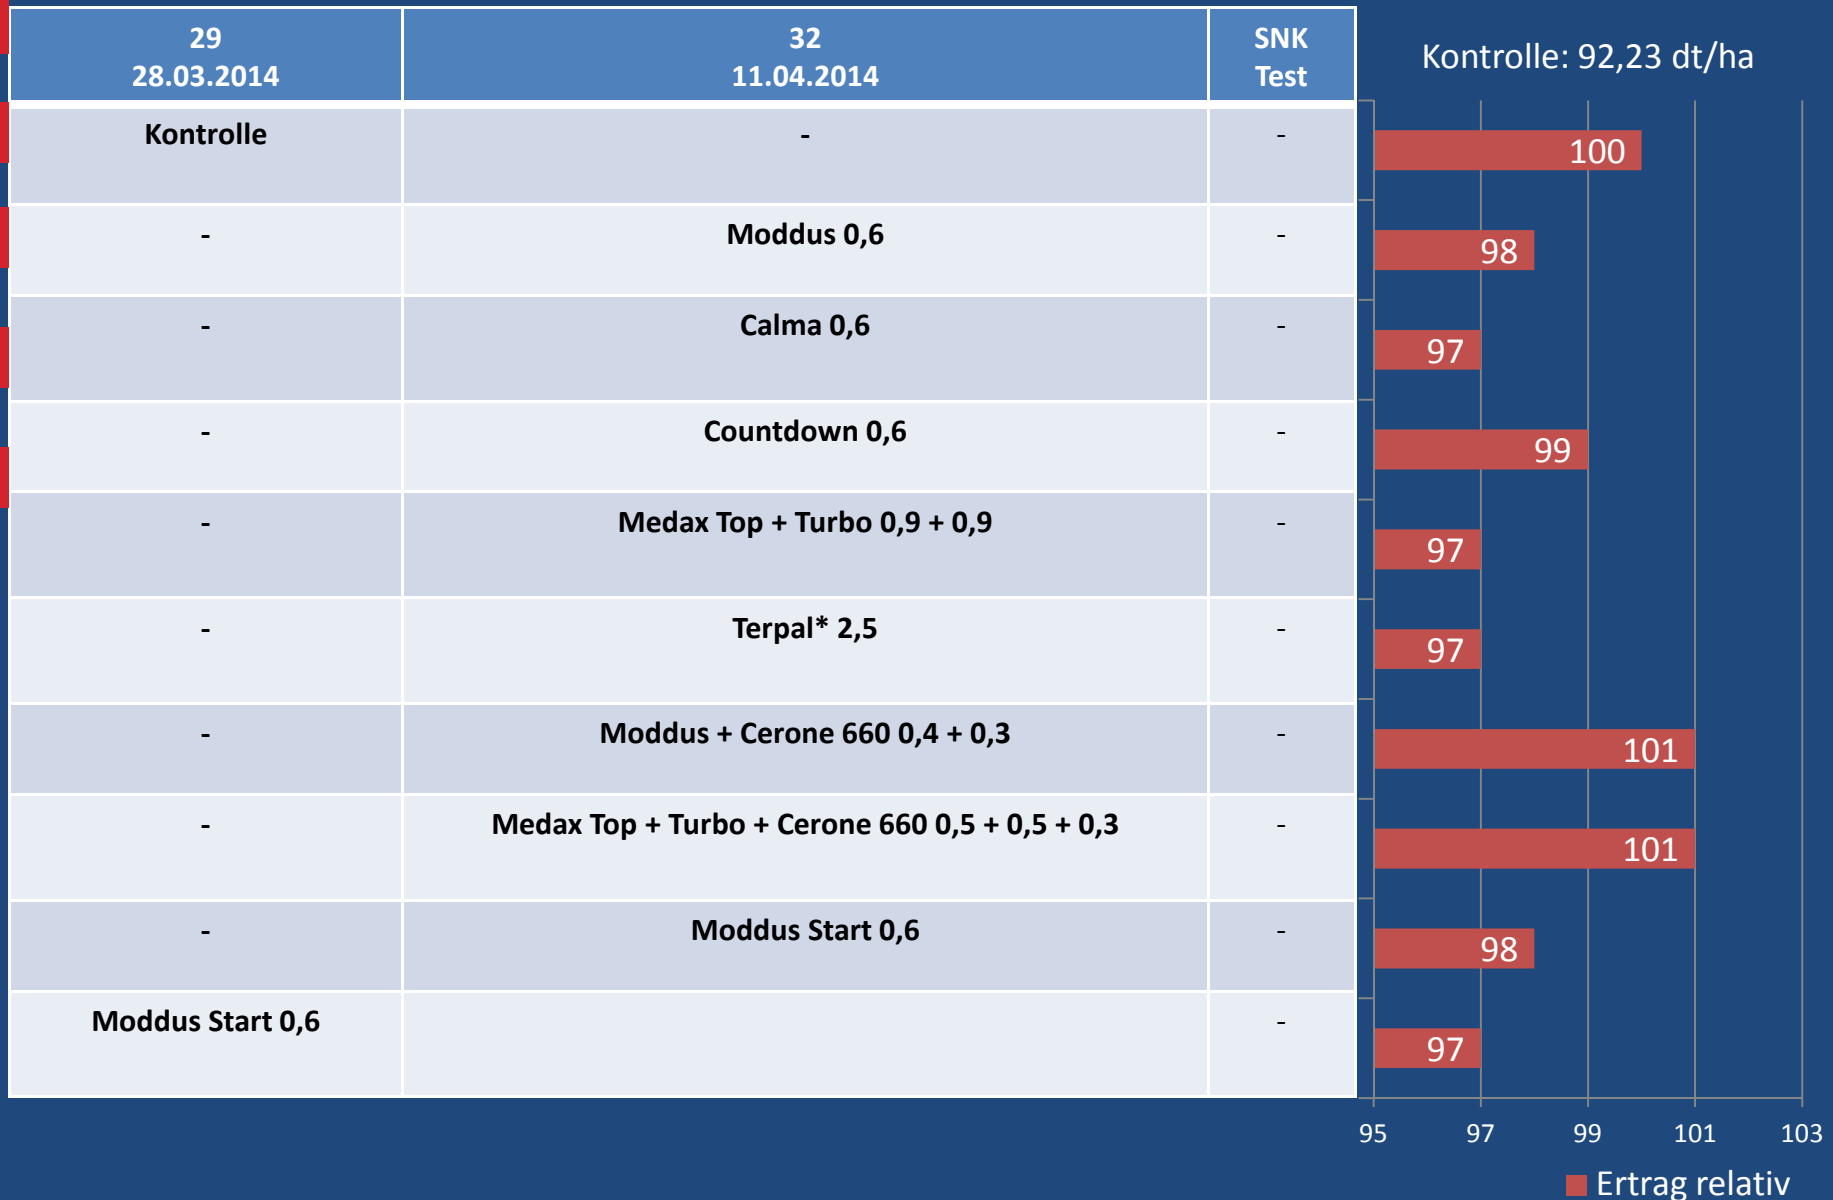 29
28.03.2014
32
11.04.2014
SNK
Test
Kontrolle: 92,23 dt/ha
Kontrolle - - 100
- Moddus 0,6 - 98
- Calma 0,6 - 97
- Countdown 0,6 - 99
- Medax Top + Turbo 0,9 + 0,9 - 97
- Terpal* 2,5 - 97
- Moddus + Cerone 660 0,4 + 0,3 - 101
- Medax Top + Turbo + Cerone 660 0,5 + 0,5 + 0,3 - 101
- Moddus Start 0,6 - 98
Moddus Start 0,6 - 97
95 97 99 101 103
Ertrag relativ